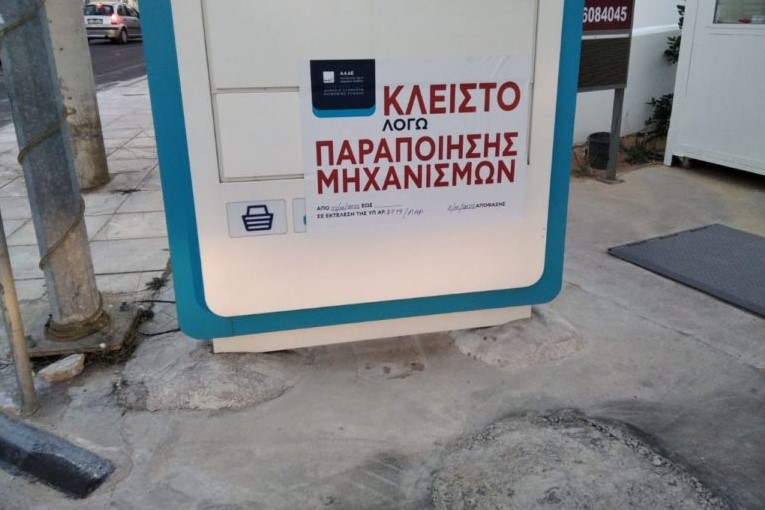 6084045
ΑΑΔΕ
ΚΛΕΙΣΤΟ
ΛΟΓΩ
ΠΑΡΑΠΟΙΗΣΗΣ
ΜΗΧΑΝΙΣΜΩΝ
ΑΠΟ ΕΩΣ
ΣΕ ΕΚΤΕΛΕΣΗ ΤΗΣ ΥΠ ΑΡ. ΑΠΟΦΑΣΗΣ